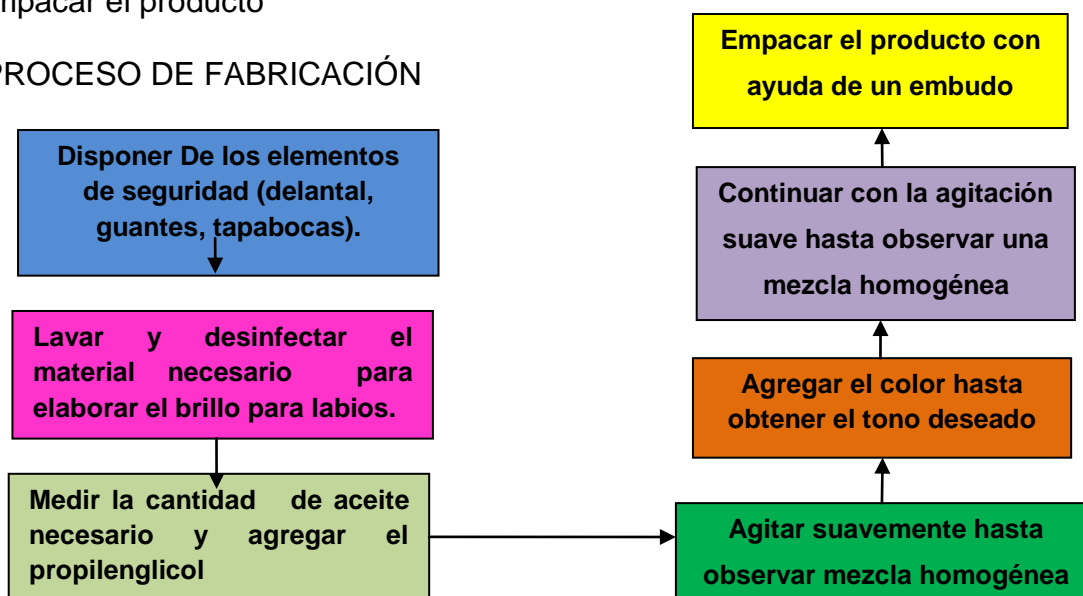 mpacar el producto
PROCESO DE FABRICACIÓN
Disponer De los elementos
de seguridad (delantal,
guantes, tapabocas).
Lavar y desinfectar el
material necesario para
elaborar el brillo para labios.
Medir la cantidad de aceite
necesario y agregar el
propilenglicol
Agitar suavemente hasta
observar mezcla homogénea
Agregar el color hasta
obtener el tono deseado
Continuar con la agitación
suave hasta observar una
mezcla homogénea
Empacar el producto con
ayuda de un embudo